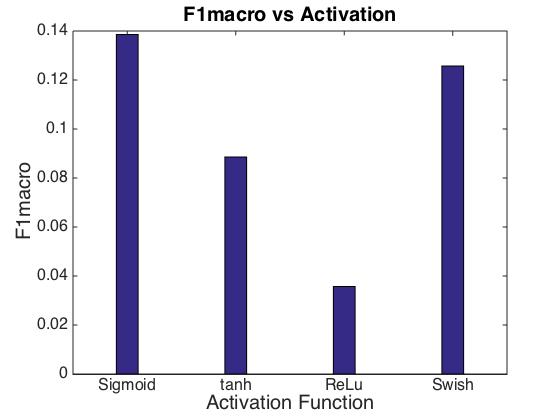 F1macro vs Activation
0.14
0.12
0.1
0.08
0.06
0.04
0.02
0
F1macro
Sigmoid tanh ReLu Swish
Activation Function